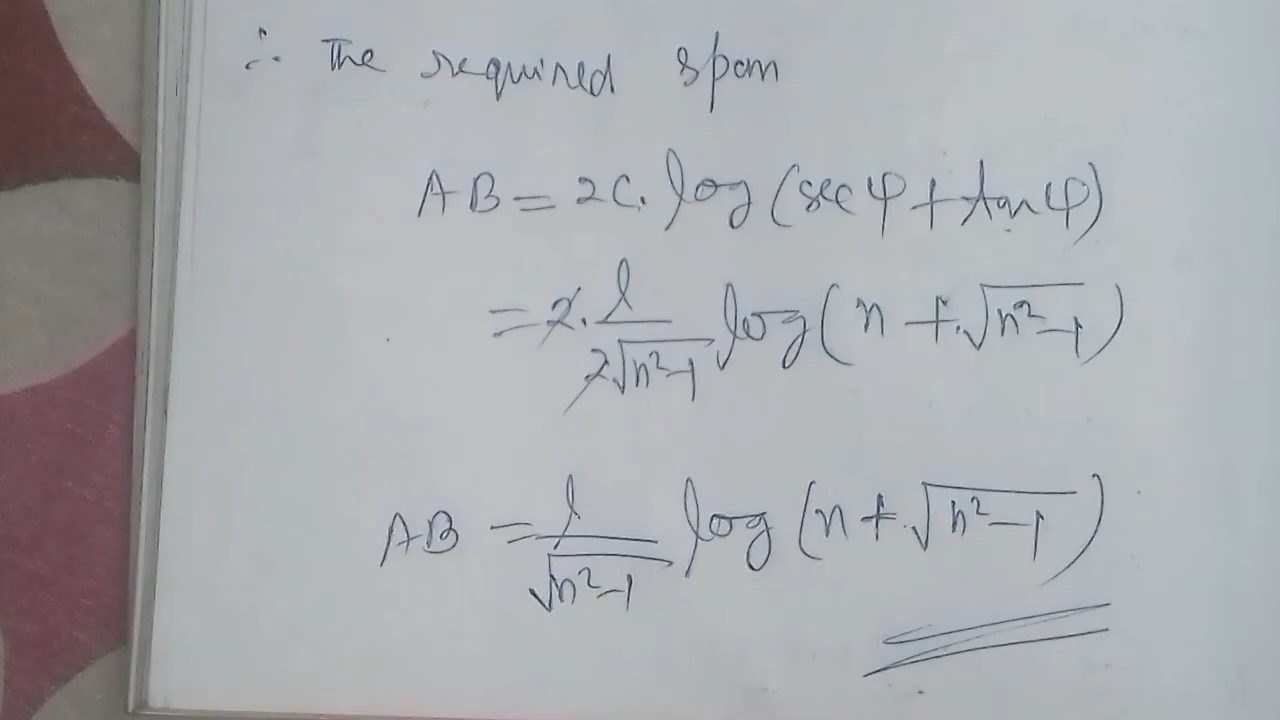 ∴ The required span
AB = 2c. log (sec ψ + tan ψ)
= 2. l/2√(n²-1) log (n + √(n²-1))
AB = l/√(n²-1) log (n + √(n²-1))